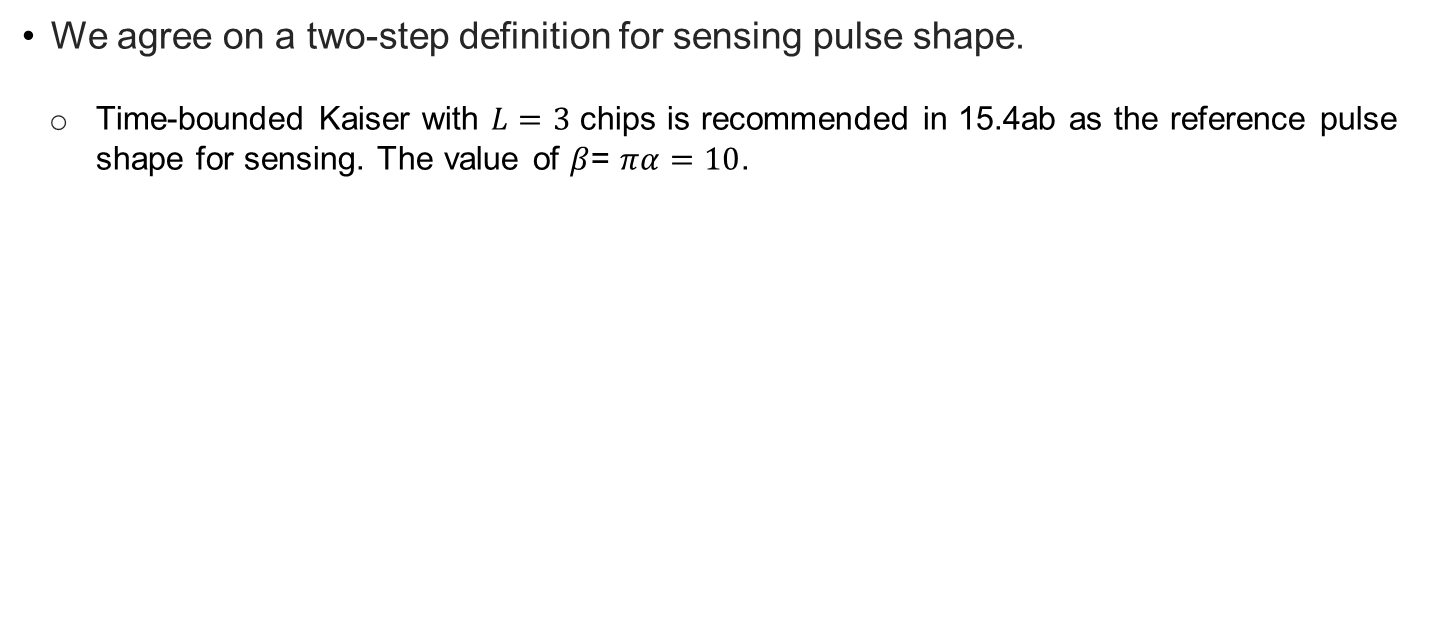 • We agree on a two-step definition for sensing pulse shape.
○ Time-bounded Kaiser with 𝐿 = 3 chips is recommended in 15.4ab as the reference pulse
shape for sensing. The value of 𝛽= 𝜋𝛼 = 10.